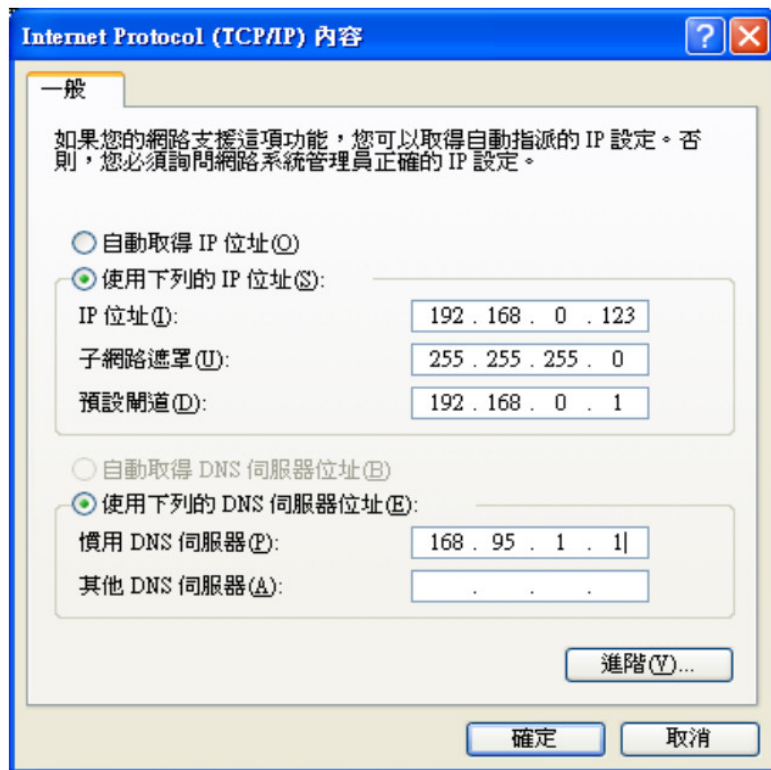 Internet Protocol (TCP/IP) 內容
一般
如果您的網路支援這項功能，您可以取得自動指派的 IP 設定。否
則，您必須詢問網路系統管理員正確的 IP 設定。
自動取得 IP 位址(O)
使用下列的 IP 位址(S):
IP 位址(I): 192 . 168 . 0 . 123
子網路遮罩(U): 255 . 255 . 255 . 0
預設閘道(D): 192 . 168 . 0 . 1
自動取得 DNS 伺服器位址(B)
使用下列的 DNS 伺服器位址(E):
慣用 DNS 伺服器(P): 168 . 95 . 1 . 1
其他 DNS 伺服器(A): . . .
進階(V)...
確定 取消